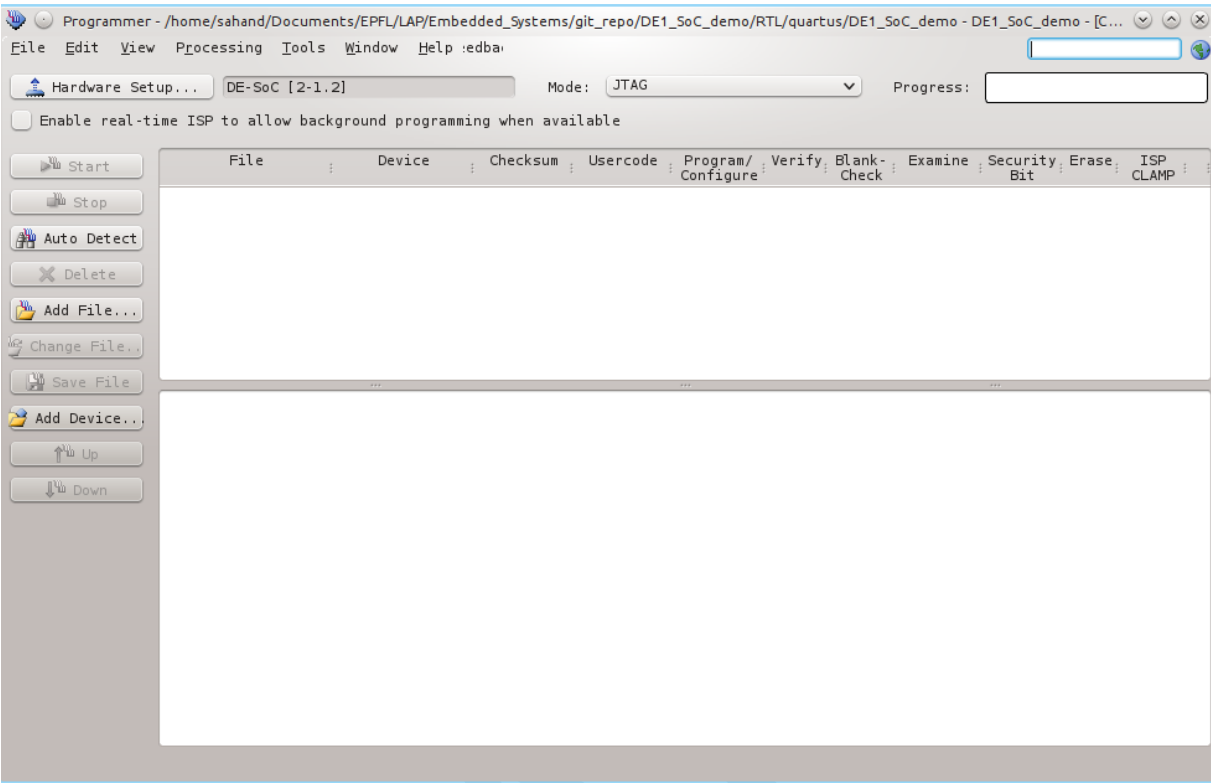 Programmer - /home/sahand/Documents/EPFL/LAP/Embedded_Systems/git_repo/DE1_SoC_demo/RTL/quartus/DE1_SoC_demo - DE1_SoC_demo - [C...
File Edit View Processing Tools Window Help :edba
Hardware Setup... DE-SoC [2-1.2] Mode: JTAG Progress:
Enable real-time ISP to allow background programming when available
File Device Checksum Usercode Program/ Configure Verify Blank- Check Examine Security Bit Erase ISP CLAMP
Start
Stop
Auto Detect
Delete
Add File...
Change File..
Save File
Add Device...
Up
Down